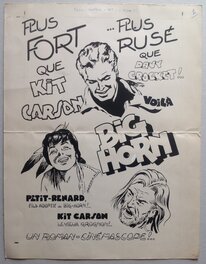 PLUS
FORT
QUE
KIT
CARSON
... PLUS
RUSÉ
QUE
DAVY
CROCKET!..
VOILÀ
BIG
HORN
PETIT-RENARD
KIT CARSON
UN ROMAN EN CINÉMASCOPE!..